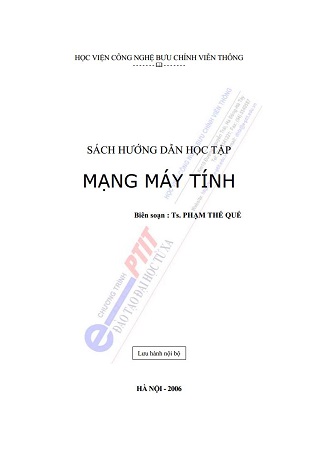 HỌC VIỆN CÔNG NGHỆ BƯU CHÍNH VIỄN THÔNG
SÁCH HƯỚNG DẪN HỌC TẬP
MẠNG MÁY TÍNH
Biên soạn : Ts. PHẠM THẾ QUẾ
CHƯƠNG TRÌNH
PTIT
ĐÀO TẠO ĐẠI HỌC TỪ XA
Lưu hành nội bộ
HÀ NỘI - 2006